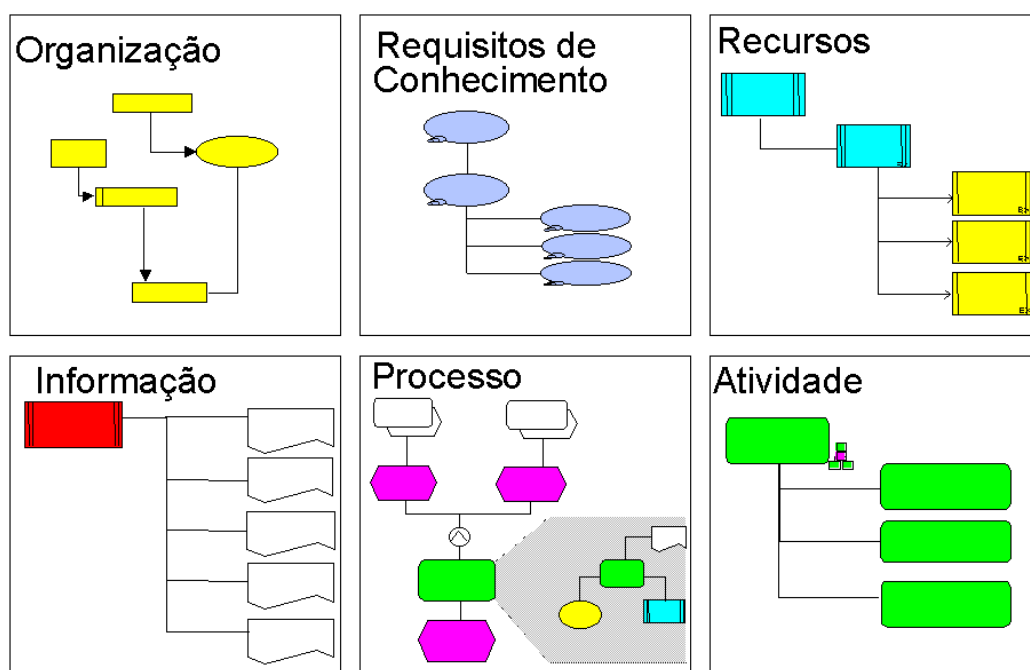 Organização
Requisitos de
Conhecimento
Recursos
Informação
Processo
Atividade